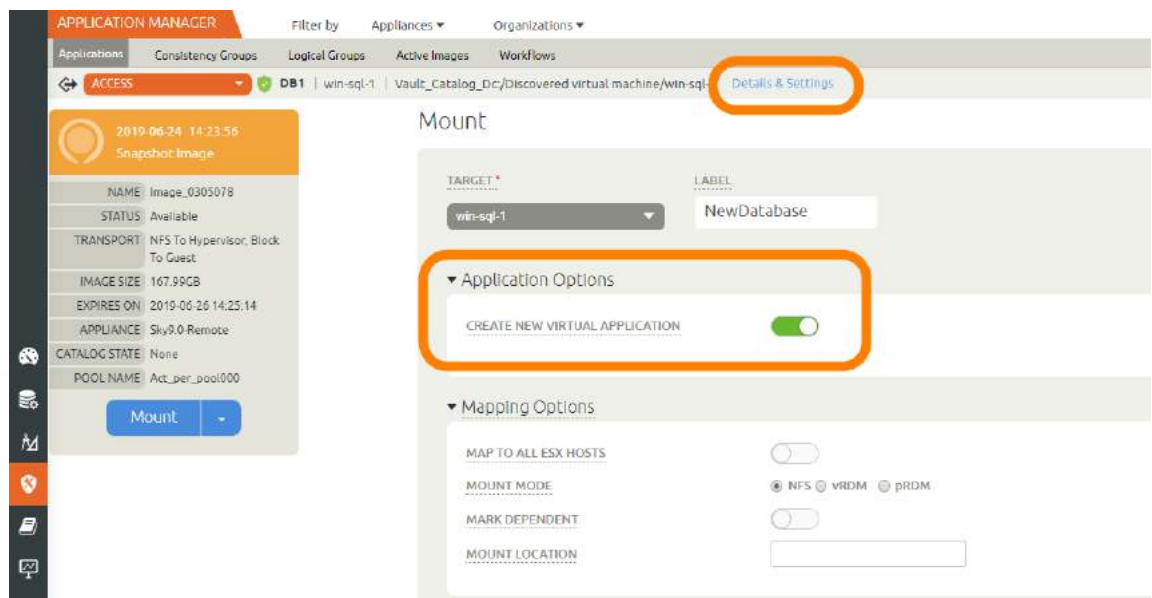 APPLICATION MANAGER Filter by Appliances Organizations
Applications Consistency Groups Logical Groups Active Images Workflows
ACCESS DB1 | win-sql-1 | Vault_Catalog_Dc:/Discovered virtual machine/win-sql- Details & Settings
2019-06-24 14:23:56
Snapshot Image
NAME Image_0305078
STATUS Available
TRANSPORT NFS To Hypervisor, Block
To Guest
IMAGE SIZE 167.99GB
EXPIRES ON 2019-06-26 14:25:14
APPLIANCE Sky9.0-Remote
CATALOG STATE None
POOL NAME Act_per_pool000
Mount
Mount
TARGET * LABEL
win-sql-1 NewDatabase
Application Options
CREATE NEW VIRTUAL APPLICATION
Mapping Options
MAP TO ALL ESX HOSTS
MOUNT MODE NFS vRDM pRDM
MARK DEPENDENT
MOUNT LOCATION